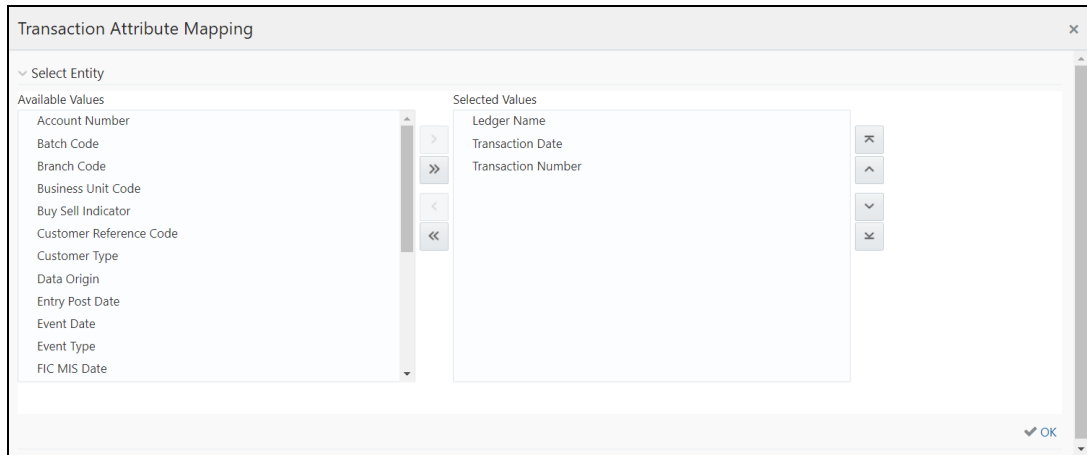 Transaction Attribute Mapping
Select Entity
Available Values
Account Number
Batch Code
Branch Code
Business Unit Code
Buy Sell Indicator
Customer Reference Code
Customer Type
Data Origin
Entry Post Date
Event Date
Event Type
FIC MIS Date
Selected Values
Ledger Name
Transaction Date
Transaction Number
OK